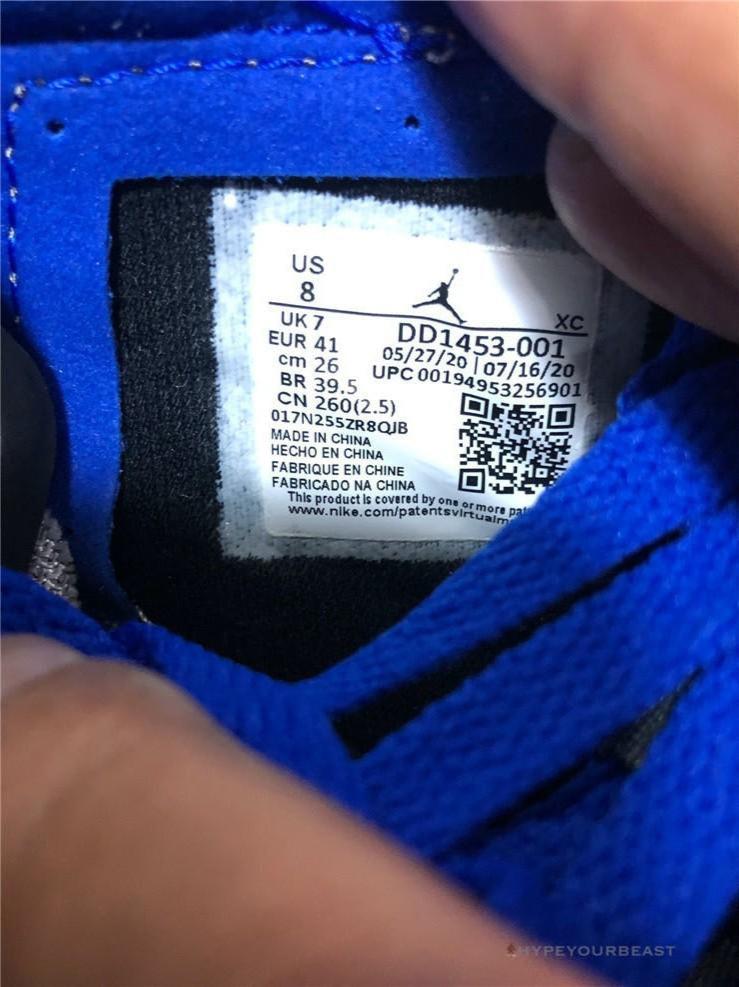 US
8
XC
UK 7
DD1453-001
EUR 41
05/27/20 | 07/16/20
cm 26
UPC 00194953256901
BR 39.5
CN 260(2.5)
017N255ZR8QJB
MADE IN CHINA
HECHO EN CHINA
FABRIQUE EN CHINE
FABRICADO NA CHINA
This product is covered by one or more
www.nike.com/patentsvirtual
HYPEYOURBEAST